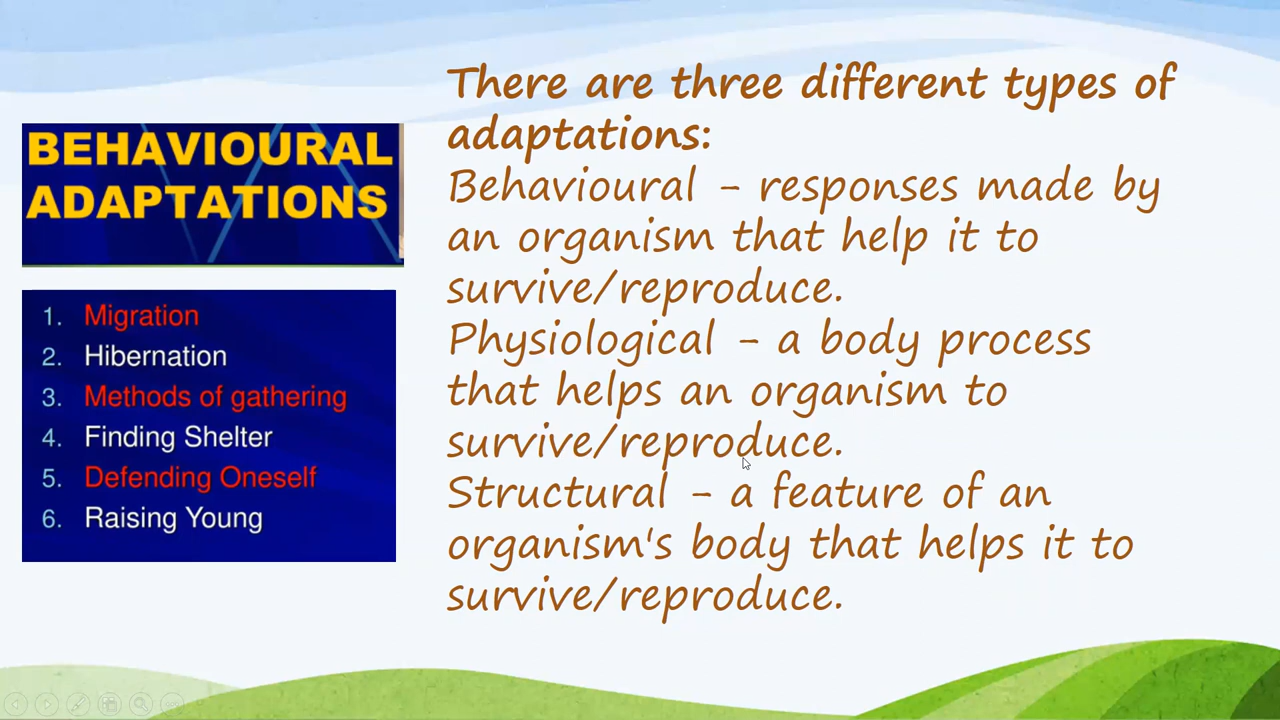 BEHAVIOURAL
ADAPTATIONS
1. Migration
2. Hibernation
3. Methods of gathering
4. Finding Shelter
5. Defending Oneself
6. Raising Young
There are three different types of
adaptations:
Behavioural - responses made by
an organism that help it to
survive/reproduce.
Physiological - a body process
that helps an organism to
survive/reproduce.
Structural - a feature of an
organism's body that helps it to
survive/reproduce.